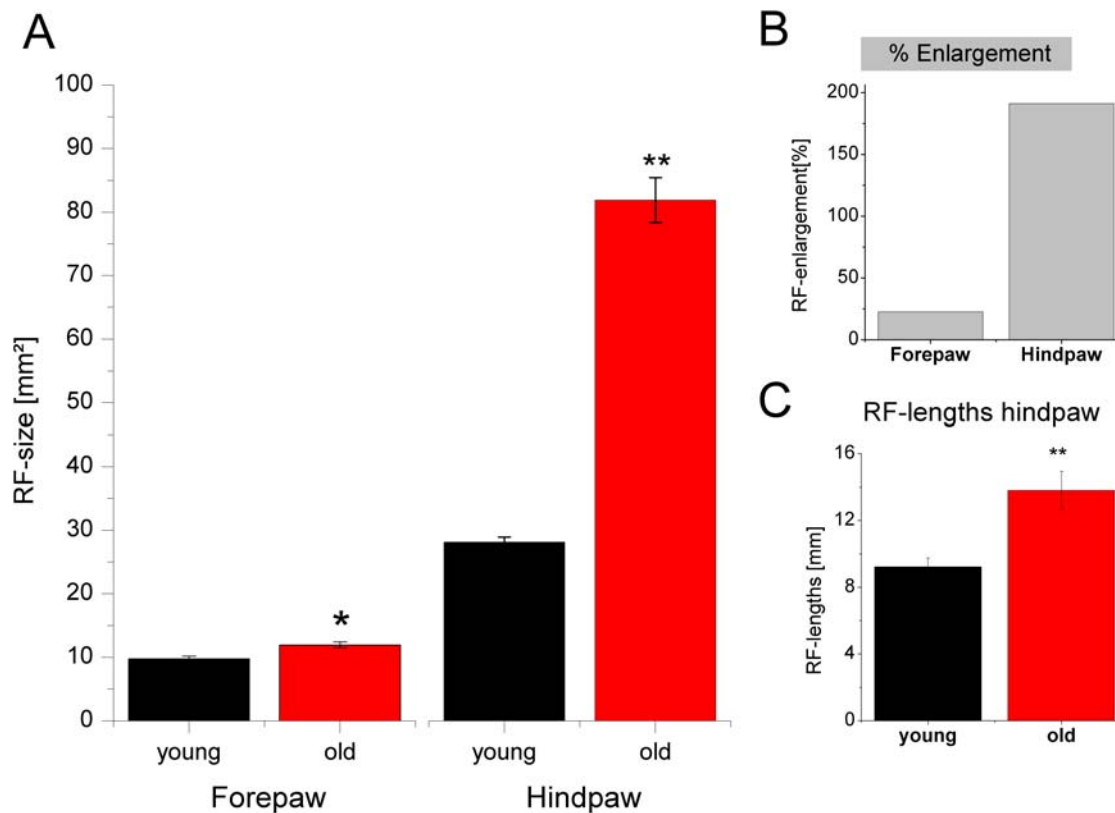 A
100
90
80
70
60
50
40
30
20
10
0
RF-size [mm²]
*
**
young
old
young
old
Forepaw
Hindpaw
B
% Enlargement
200
150
100
50
0
RF-enlargement[%]
Forepaw
Hindpaw
C
RF-lengths hindpaw
16
12
8
4
0
RF-lengths [mm]
**
young
old